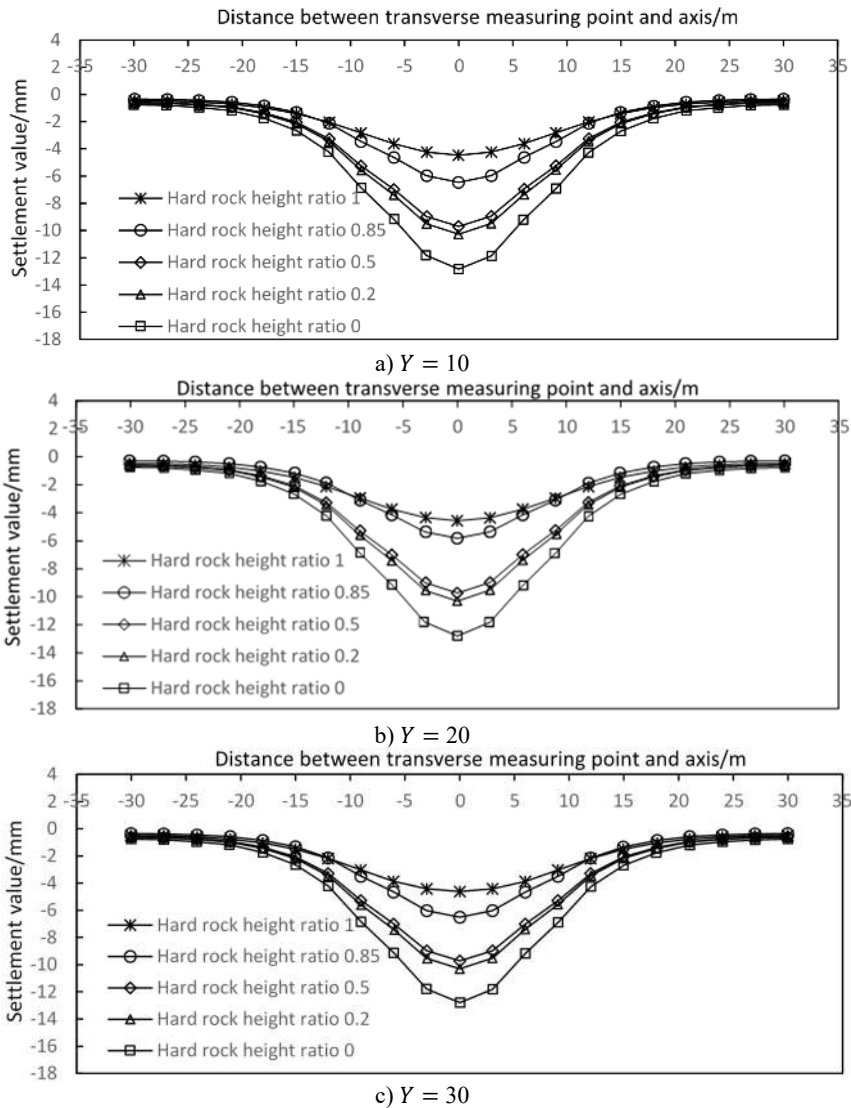 Distance between transverse measuring point and axis/m
4
-35 -30 -25 -20 -15 -10 -5 0 5 10 15 20 25 30 35
2
0
-2
-4
-6
-8
-10
-12
-14
-16
-18
Settlement value/mm
Hard rock height ratio 1
Hard rock height ratio 0.85
Hard rock height ratio 0.5
Hard rock height ratio 0.2
Hard rock height ratio 0
a) Y = 10
Distance between transverse measuring point and axis/m
4
-35 -30 -25 -20 -15 -10 -5 0 5 10 15 20 25 30 35
2
0
-2
-4
-6
-8
-10
-12
-14
-16
-18
Settlement value/mm
Hard rock height ratio 1
Hard rock height ratio 0.85
Hard rock height ratio 0.5
Hard rock height ratio 0.2
Hard rock height ratio 0
b) Y = 20
Distance between transverse measuring point and axis/m
4
-35 -30 -25 -20 -15 -10 -5 0 5 10 15 20 25 30 35
2
0
-2
-4
-6
-8
-10
-12
-14
-16
-18
Settlement value/mm
Hard rock height ratio 1
Hard rock height ratio 0.85
Hard rock height ratio 0.5
Hard rock height ratio 0.2
Hard rock height ratio 0
c) Y = 30